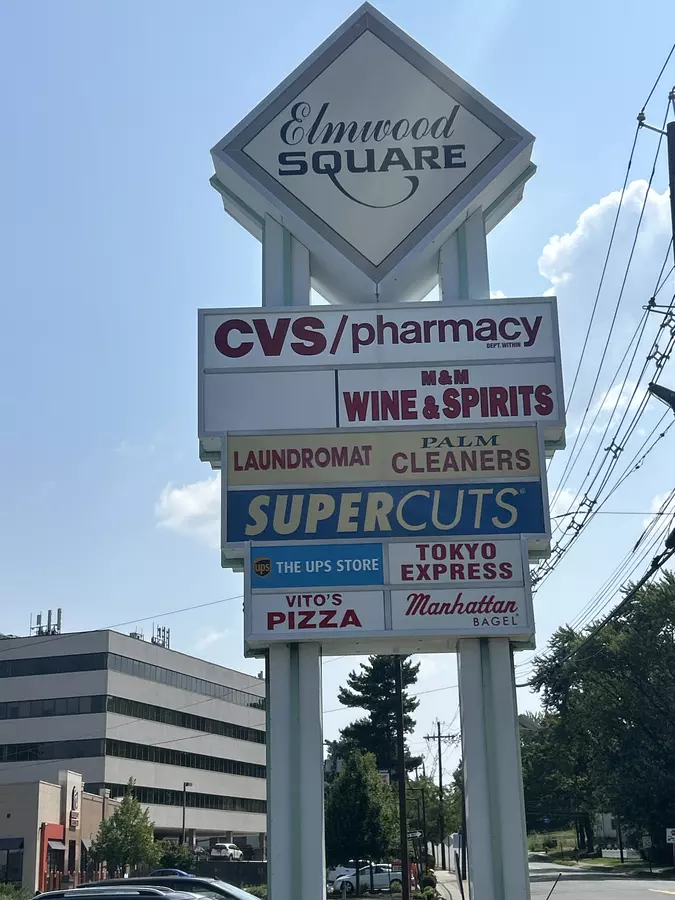 Elmwood
SQUARE
CVS/pharmacy
DEPT. WITHIN
M&M
WINE & SPIRITS
LAUNDROMAT
PALM
CLEANERS
SUPERCUTS®
ups THE UPS STORE
TOKYO
EXPRESS
VITO'S
PIZZA
Manhattan
BAGEL®